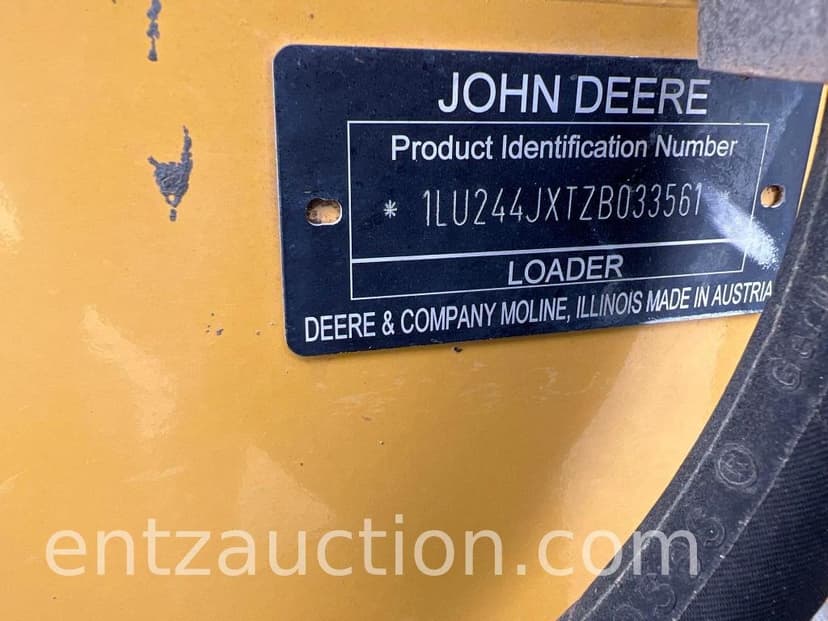 JOHN DEERE
Product Identification Number
* 1LU244JXTZB033561 *
LOADER
DEERE & COMPANY MOLINE, ILLINOIS MADE IN AUSTRIA
entzauction.com